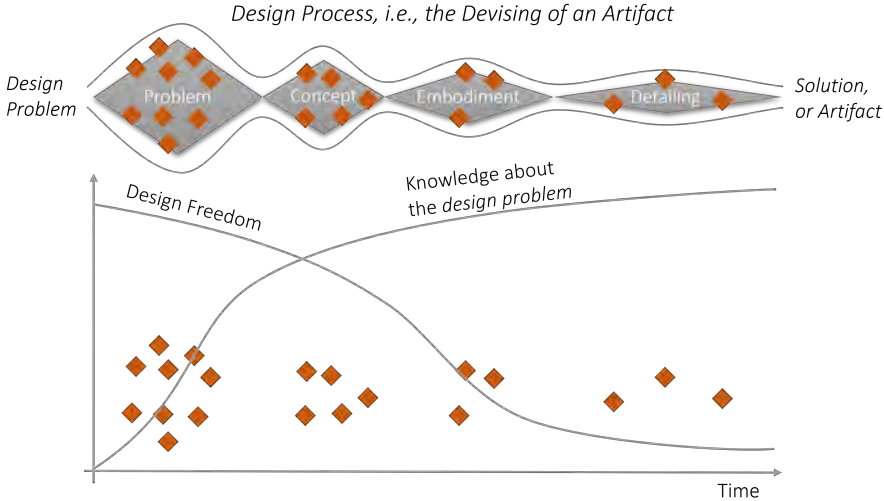 Design Process, i.e., the Devising of an Artifact
Design
Problem
Problem
Concept
Embodiment
Detailing
Solution,
or Artifact
Design Freedom
Knowledge about
the design problem
Time